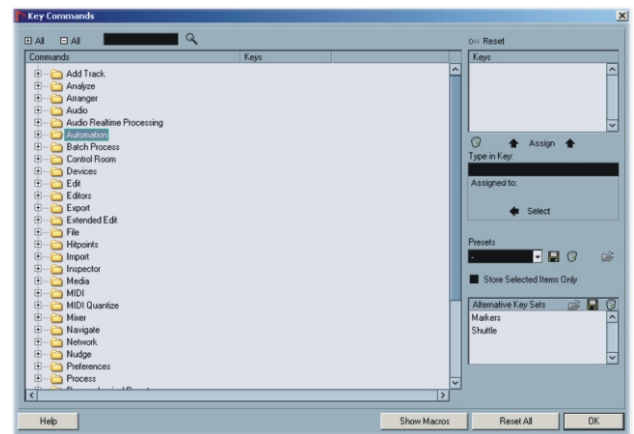 Key Commands
All All
Reset
Commands Keys
Keys
Add Track
Analyze
Arranger
Audio
Audio Realtime Processing
Automation
Batch Process
Control Room
Devices
Edit
Editors
Export
Extended Edit
File
Hitpoints
Import
Inspector
Media
MIDI
MIDI Quantize
Mixer
Navigate
Network
Nudge
Preferences
Process
Assign
Type in Key:
Assigned to:
Select
Presets
-
Store Selected Items Only
Alternative Key Sets
Markers
Shuttle
Help
Show Macros
Reset All
OK